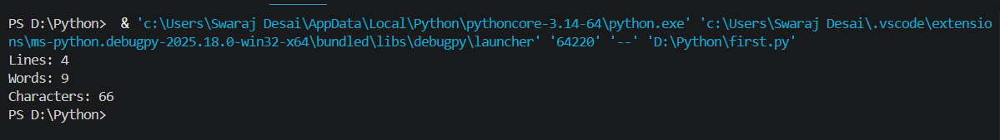 PS D:\Python>  & 'c:\Users\Swaraj Desai\AppData\Local\Python\pythoncore-3.14-64\python.exe' 'c:\Users\Swaraj Desai\.vscode\extensio
ns\ms-python.debugpy-2025.18.0-win32-x64\bundled\libs\debugpy\launcher' '64220' '--' 'D:\Python\first.py'
Lines: 4
Words: 9
Characters: 66
PS D:\Python>